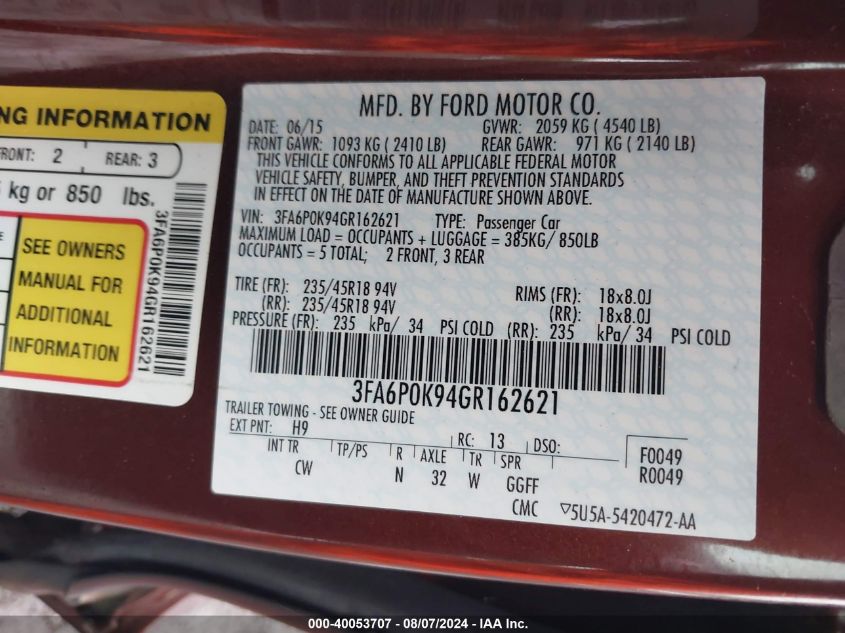 NG INFORMATION
FRONT: 2 REAR: 3
kg or 850 lbs.
SEE OWNERS
MANUAL FOR
ADDITIONAL
INFORMATION
3FA6P0K94GR162621
MFD. BY FORD MOTOR CO.
DATE: 06/15 GVWR: 2059 KG ( 4540 LB)
FRONT GAWR: 1093 KG ( 2410 LB) REAR GAWR: 971 KG ( 2140 LB)
THIS VEHICLE CONFORMS TO ALL APPLICABLE FEDERAL MOTOR
VEHICLE SAFETY, BUMPER, AND THEFT PREVENTION STANDARDS
IN EFFECT ON THE DATE OF MANUFACTURE SHOWN ABOVE.
VIN: 3FA6P0K94GR162621 TYPE: Passenger Car
MAXIMUM LOAD = OCCUPANTS + LUGGAGE = 385KG/ 850LB
OCCUPANTS = 5 TOTAL; 2 FRONT, 3 REAR
TIRE (FR): 235/45R18 94V RIMS (FR): 18x8.0J
(RR): 235/45R18 94V (RR): 18x8.0J
PRESSURE (FR): 235 kPa/ 34 PSI COLD (RR): 235 kPa/ 34 PSI COLD
3FA6P0K94GR162621
TRAILER TOWING - SEE OWNER GUIDE
EXT PNT: H9 RC: 13 DSO: F0049
INT TR TP/PS R AXLE TR SPR R0049
CW N 32 W GGFF
CMC ▽5U5A-5420472-AA
000-40053707 - 08/07/2024 - IAA Inc.